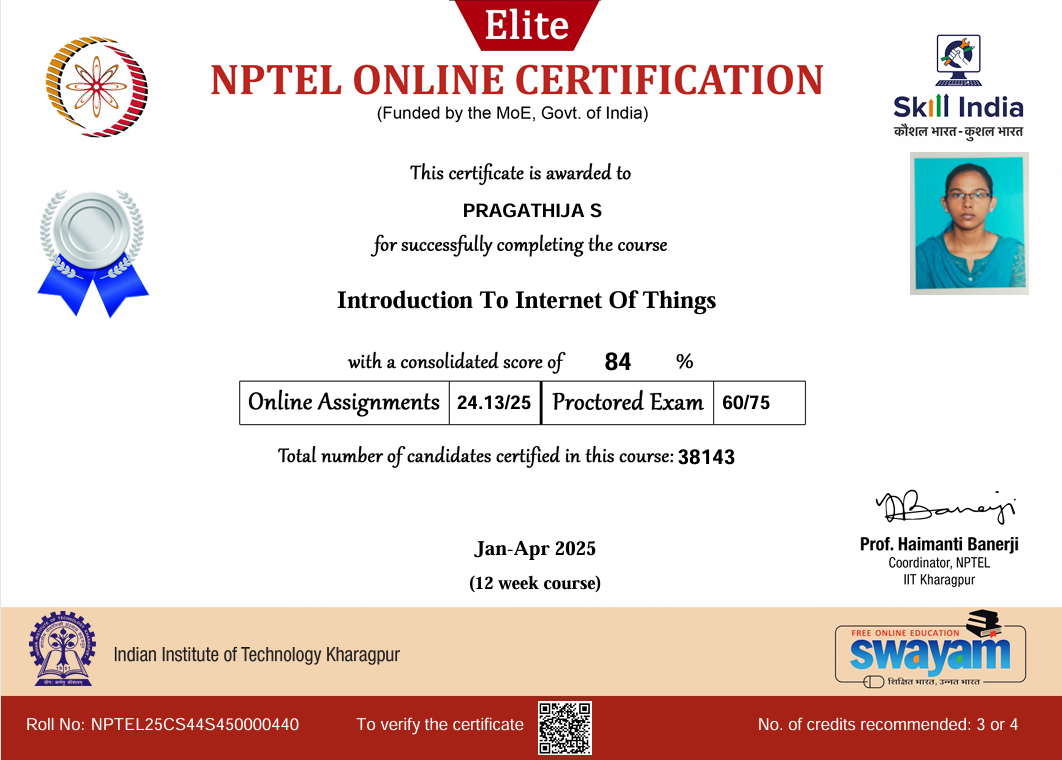 Elite
NPTEL ONLINE CERTIFICATION
(Funded by the MoE, Govt. of India)
Skill India
कौशल भारत - कुशल भारत
This certificate is awarded to
PRAGATHIJA S
for successfully completing the course
Introduction To Internet Of Things
with a consolidated score of 84 %
Online Assignments 24.13/25 Proctored Exam 60/75
Total number of candidates certified in this course: 38143
Jan-Apr 2025
(12 week course)
Prof. Haimanti Banerji
Coordinator, NPTEL
IIT Kharagpur
Indian Institute of Technology Kharagpur
FREE ONLINE EDUCATION
swayam
शिक्षित भारत, उन्नत भारत
Roll No: NPTEL25CS44S450000440
To verify the certificate
No. of credits recommended: 3 or 4